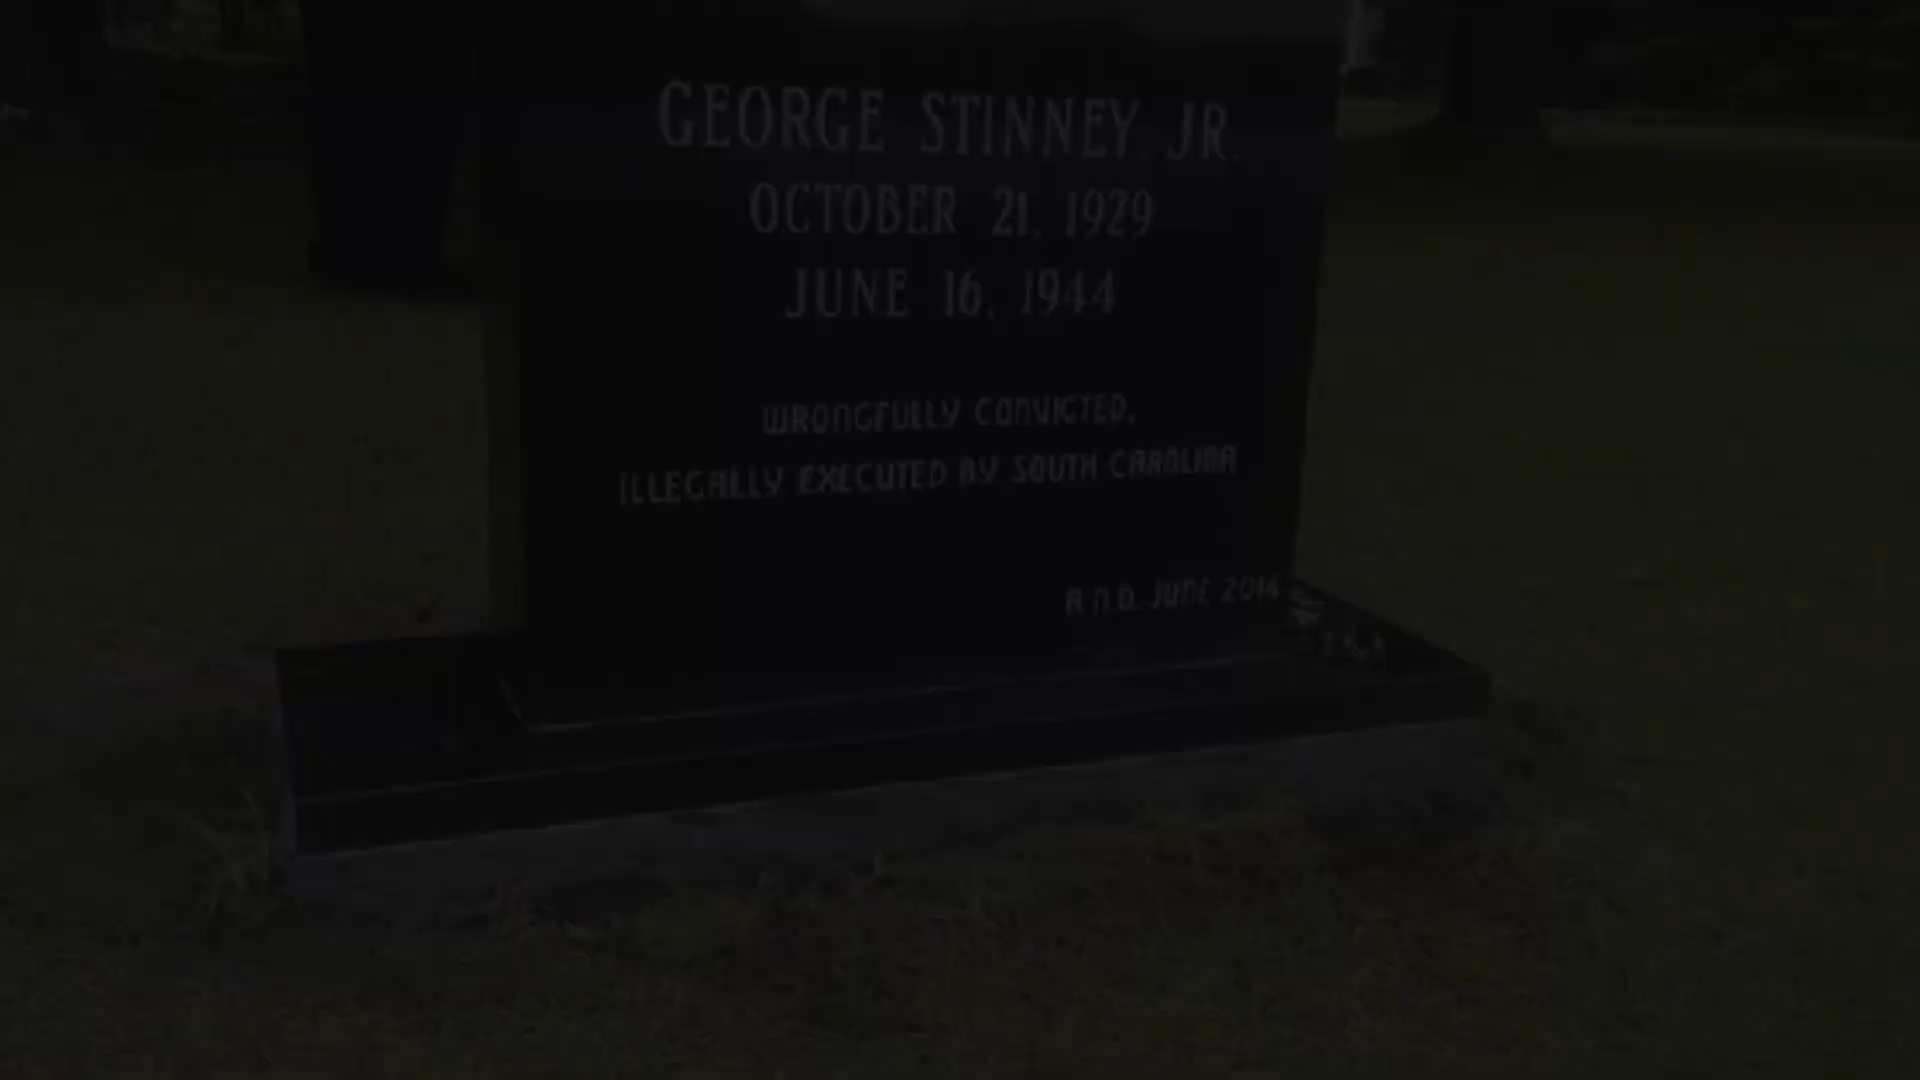 GEORGE STINNEY, JR.
OCTOBER 21, 1929
JUNE 16, 1944
WRONGFULLY CONVICTED,
ILLEGALLY EXECUTED BY SOUTH CAROLINA
A.N.D. JUNE 2014